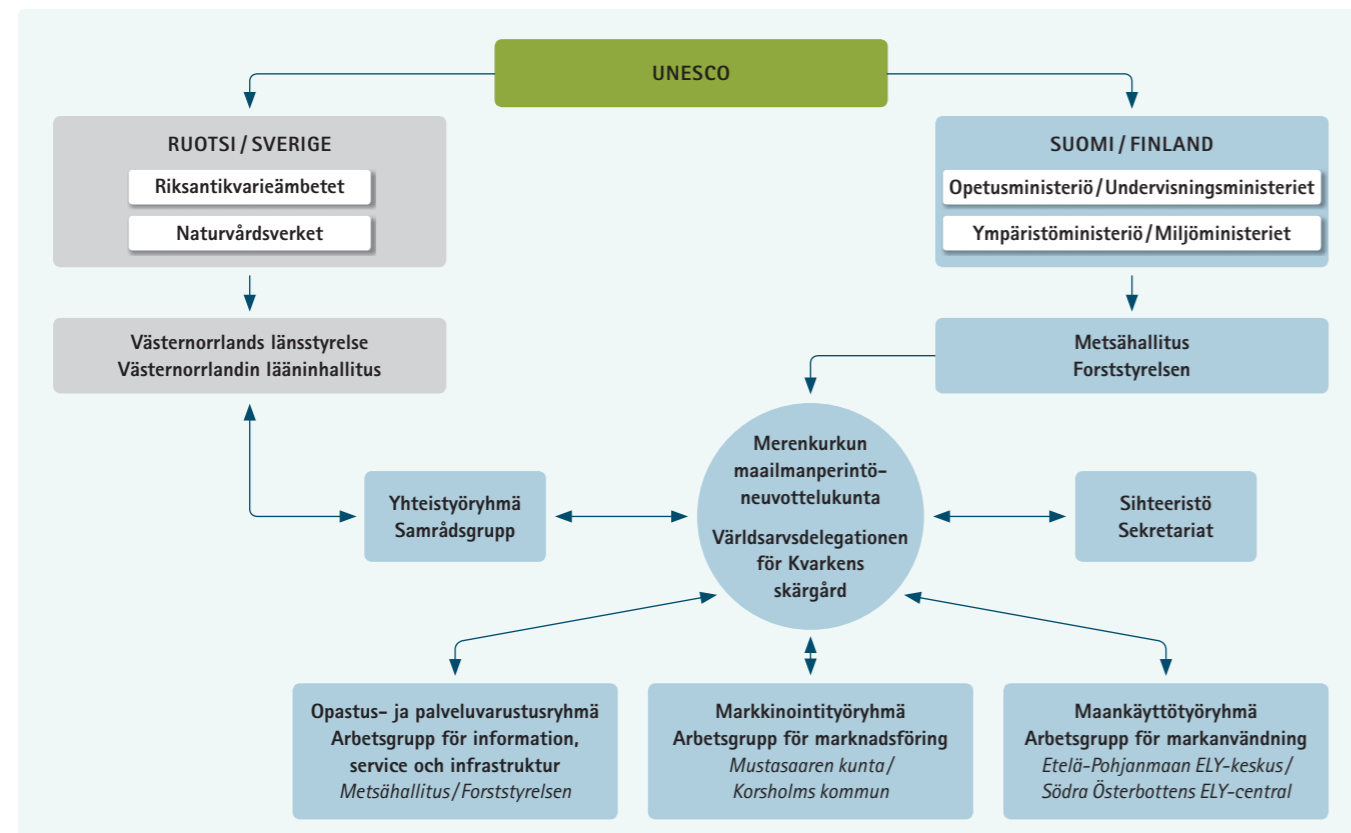 UNESCO
RUOTSI / SVERIGE
Riksantikvarieämbetet
Naturvårdsverket
SUOMI / FINLAND
Opetusministeriö / Undervisningsministeriet
Ympäristöministeriö / Miljöministeriet
Västernorrlands länsstyrelse
Västernorrlandin lääninhallitus
Metsähallitus
Forststyrelsen
Yhteistyöryhmä
Samrådsgrupp
Merenkurkun
maailmanperintö-
neuvottelukunta
Världsarvsdelegationen
för Kvarkens
skärgård
Sihteeristö
Sekretariat
Opastus- ja palveluvarustusryhmä
Arbetsgrupp för information,
service och infrastruktur
Metsähallitus / Forststyrelsen
Markkinointityöryhmä
Arbetsgrupp för marknadsföring
Mustasaaren kunta /
Korsholms kommun
Maankäyttötyöryhmä
Arbetsgrupp för markanvändning
Etelä-Pohjanmaan ELY-keskus /
Södra Österbottens ELY-central